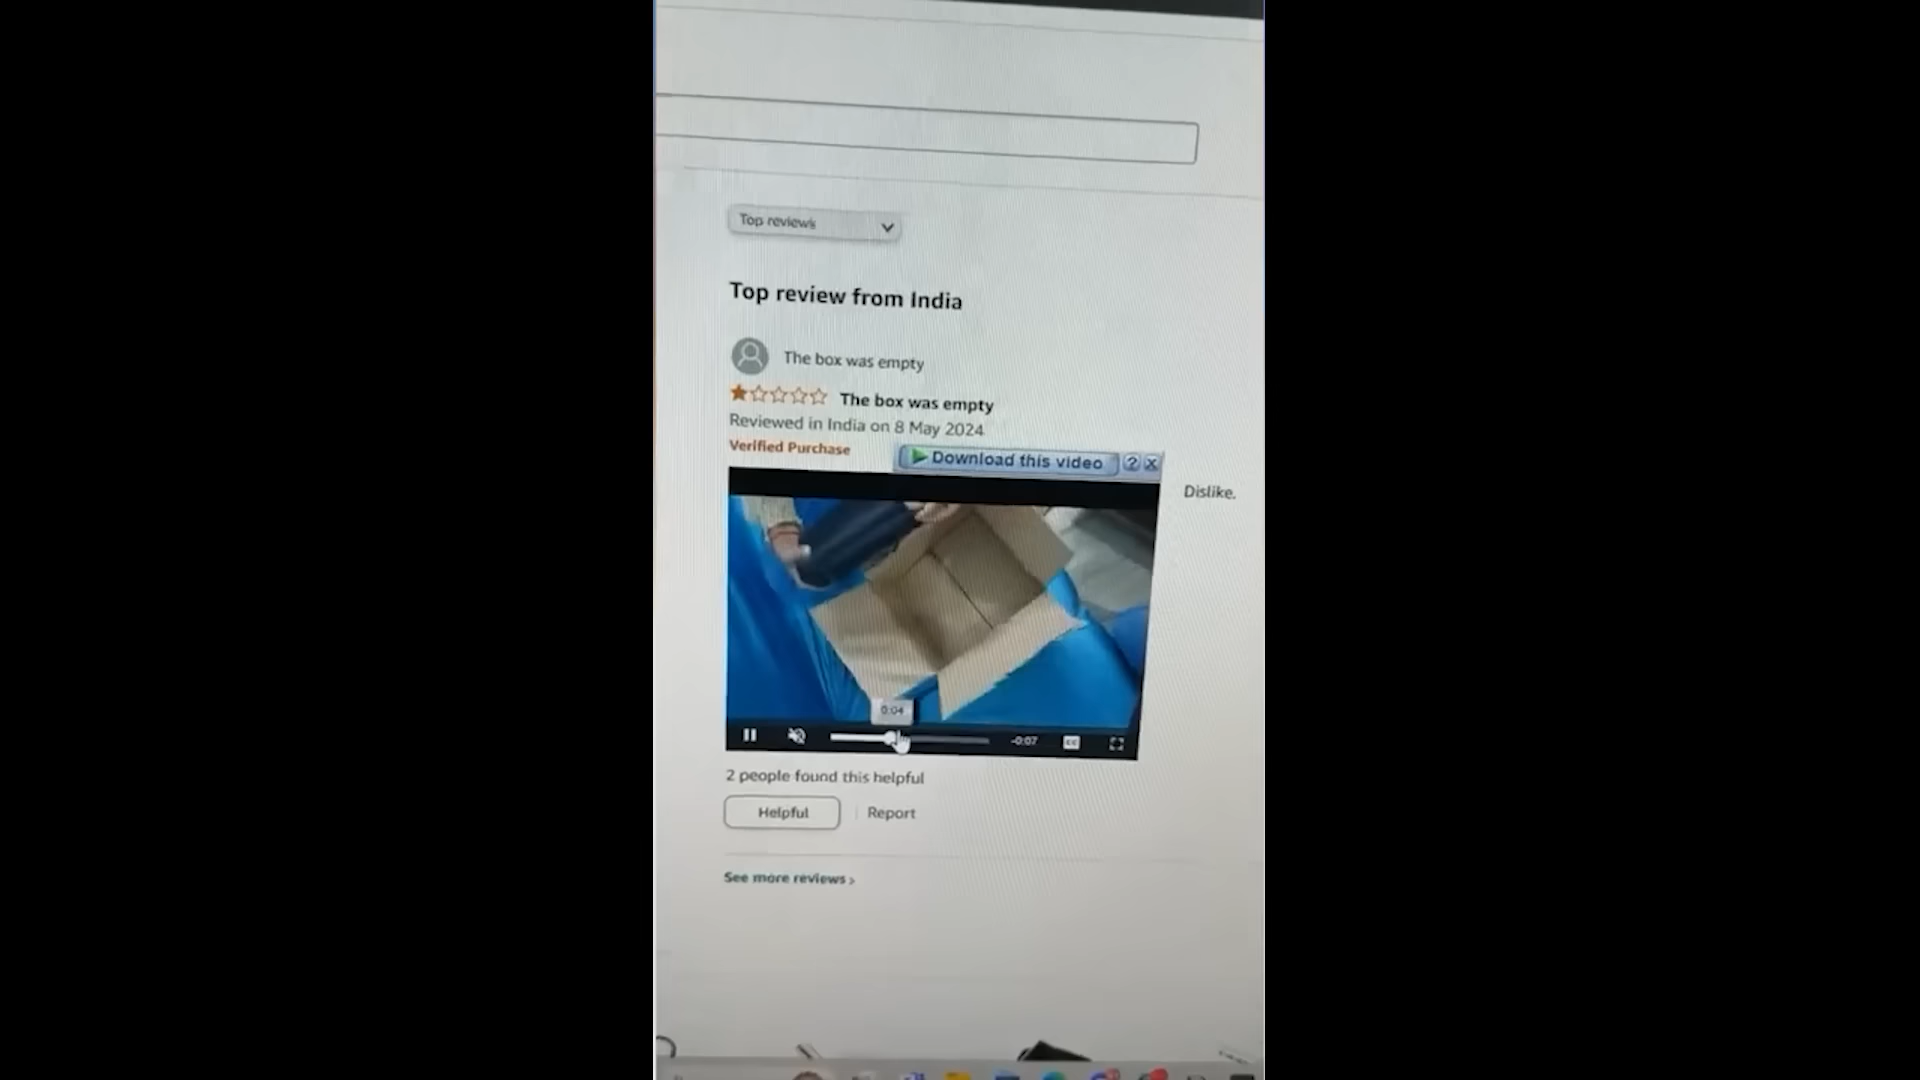 Top reviews
Top review from India
The box was empty
The box was empty
Reviewed in India on 8 May 2024
Verified Purchase
Download this video ? X
Dislike.
0:04
-0:07
CC
2 people found this helpful
Helpful
Report
See more reviews >